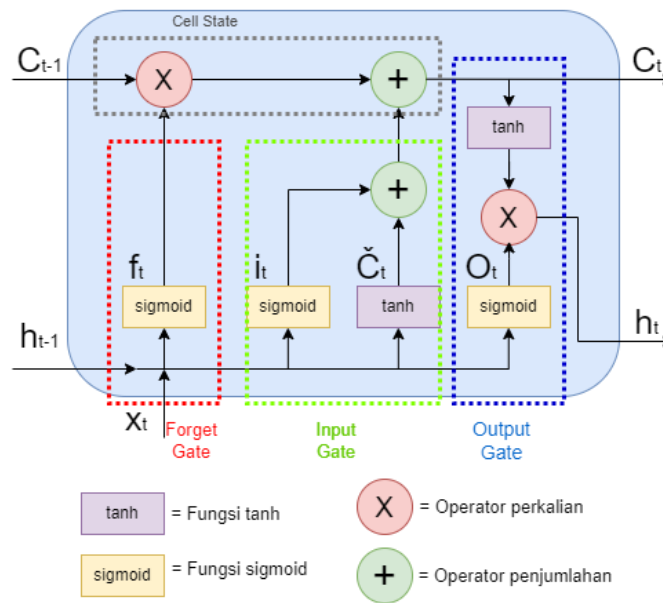 Cell State
Ct-1
X
+
Ct
tanh
+
X
ft
it
Čt
Ot
sigmoid
sigmoid
tanh
sigmoid
ht-1
ht
xt
Forget
Gate
Input
Gate
Output
Gate
tanh
= Fungsi tanh
X
= Operator perkalian
sigmoid
= Fungsi sigmoid
+
= Operator penjumlahan